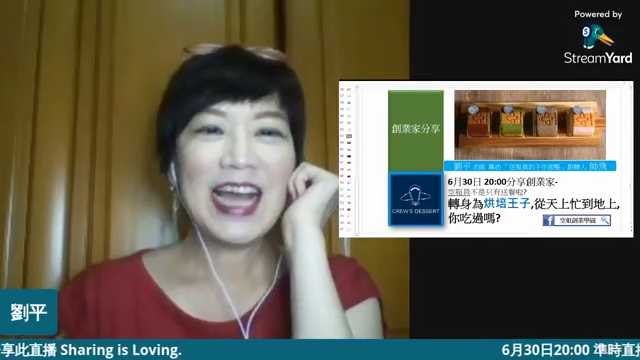 Powered by
StreamYard
創業家分享
CREW'S DESSERT
6月30日 20:00分享創業家-
空服員不是只有送餐啦?
轉身為烘培王子,從天上忙到地上,
你吃過嗎?
空姐創業學園
劉平
享此直播 Sharing is Loving.
6月30日20:00 準時直